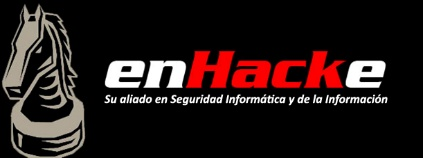 enHacke
Su aliado en Seguridad Informática y de la Información